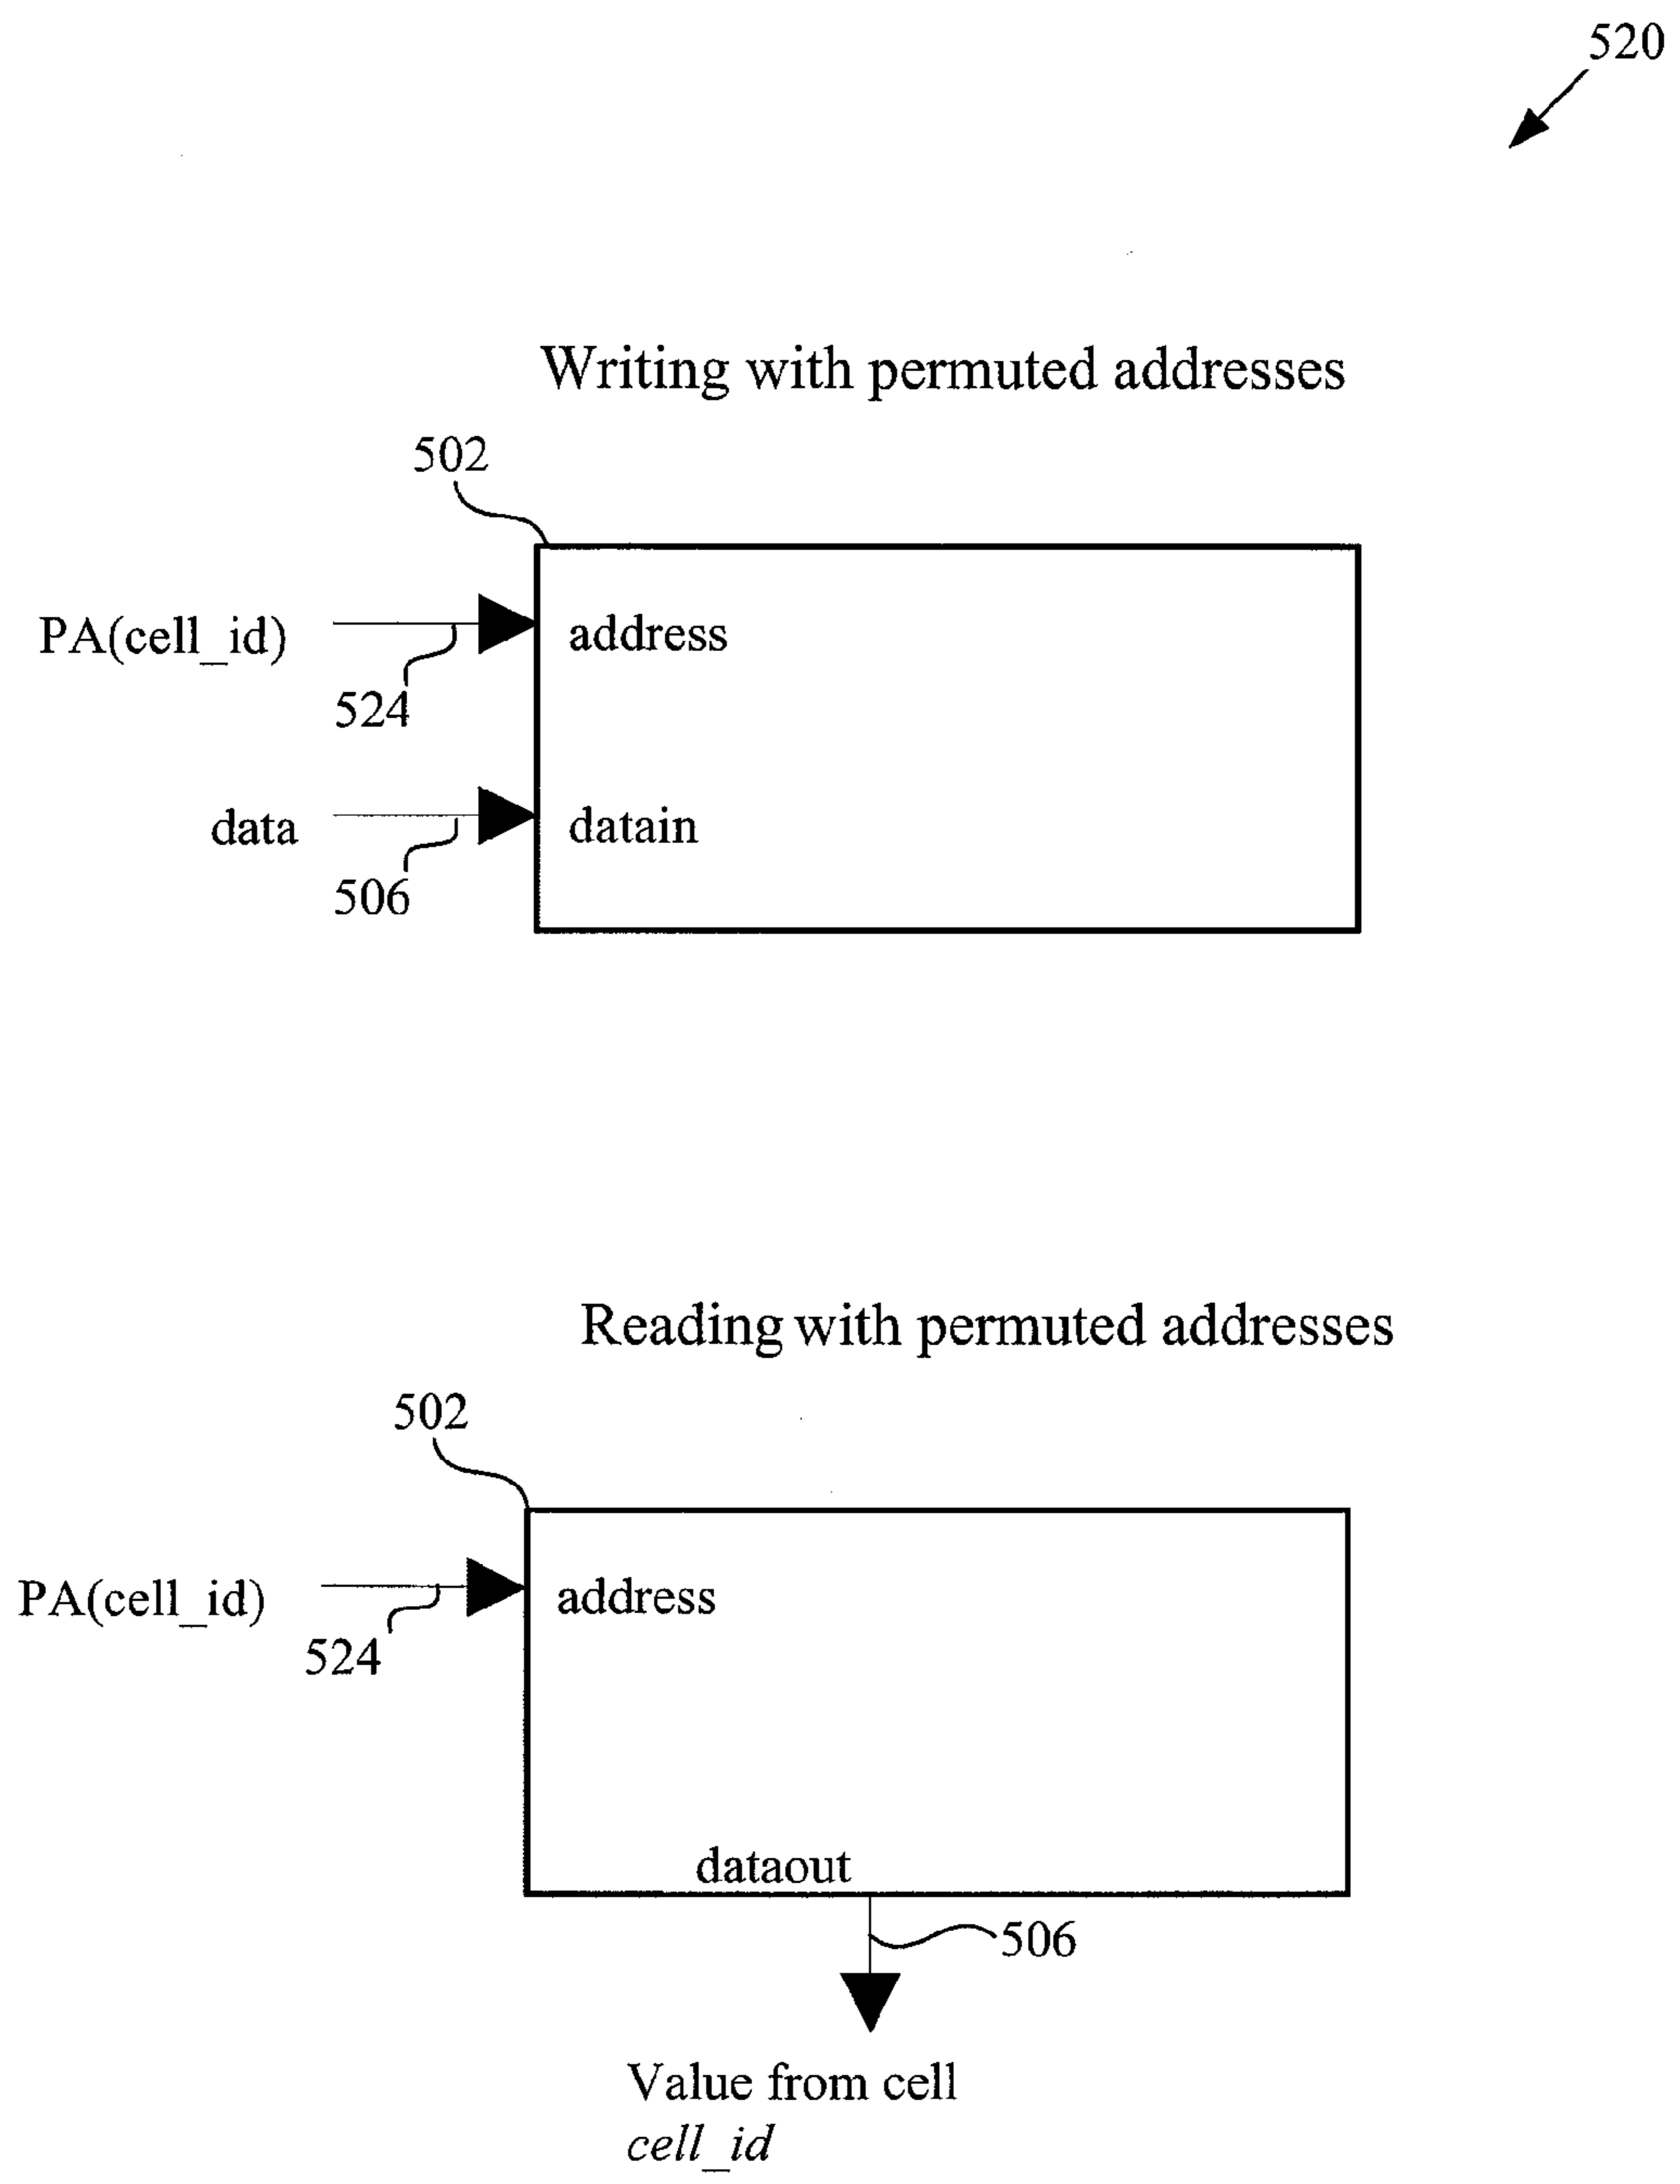 520
Writing with permuted addresses
502
PA(cell_id)
address
524
data
datain
506
Reading with permuted addresses
502
PA(cell_id)
address
524
dataout
506
Value from cell
cell_id